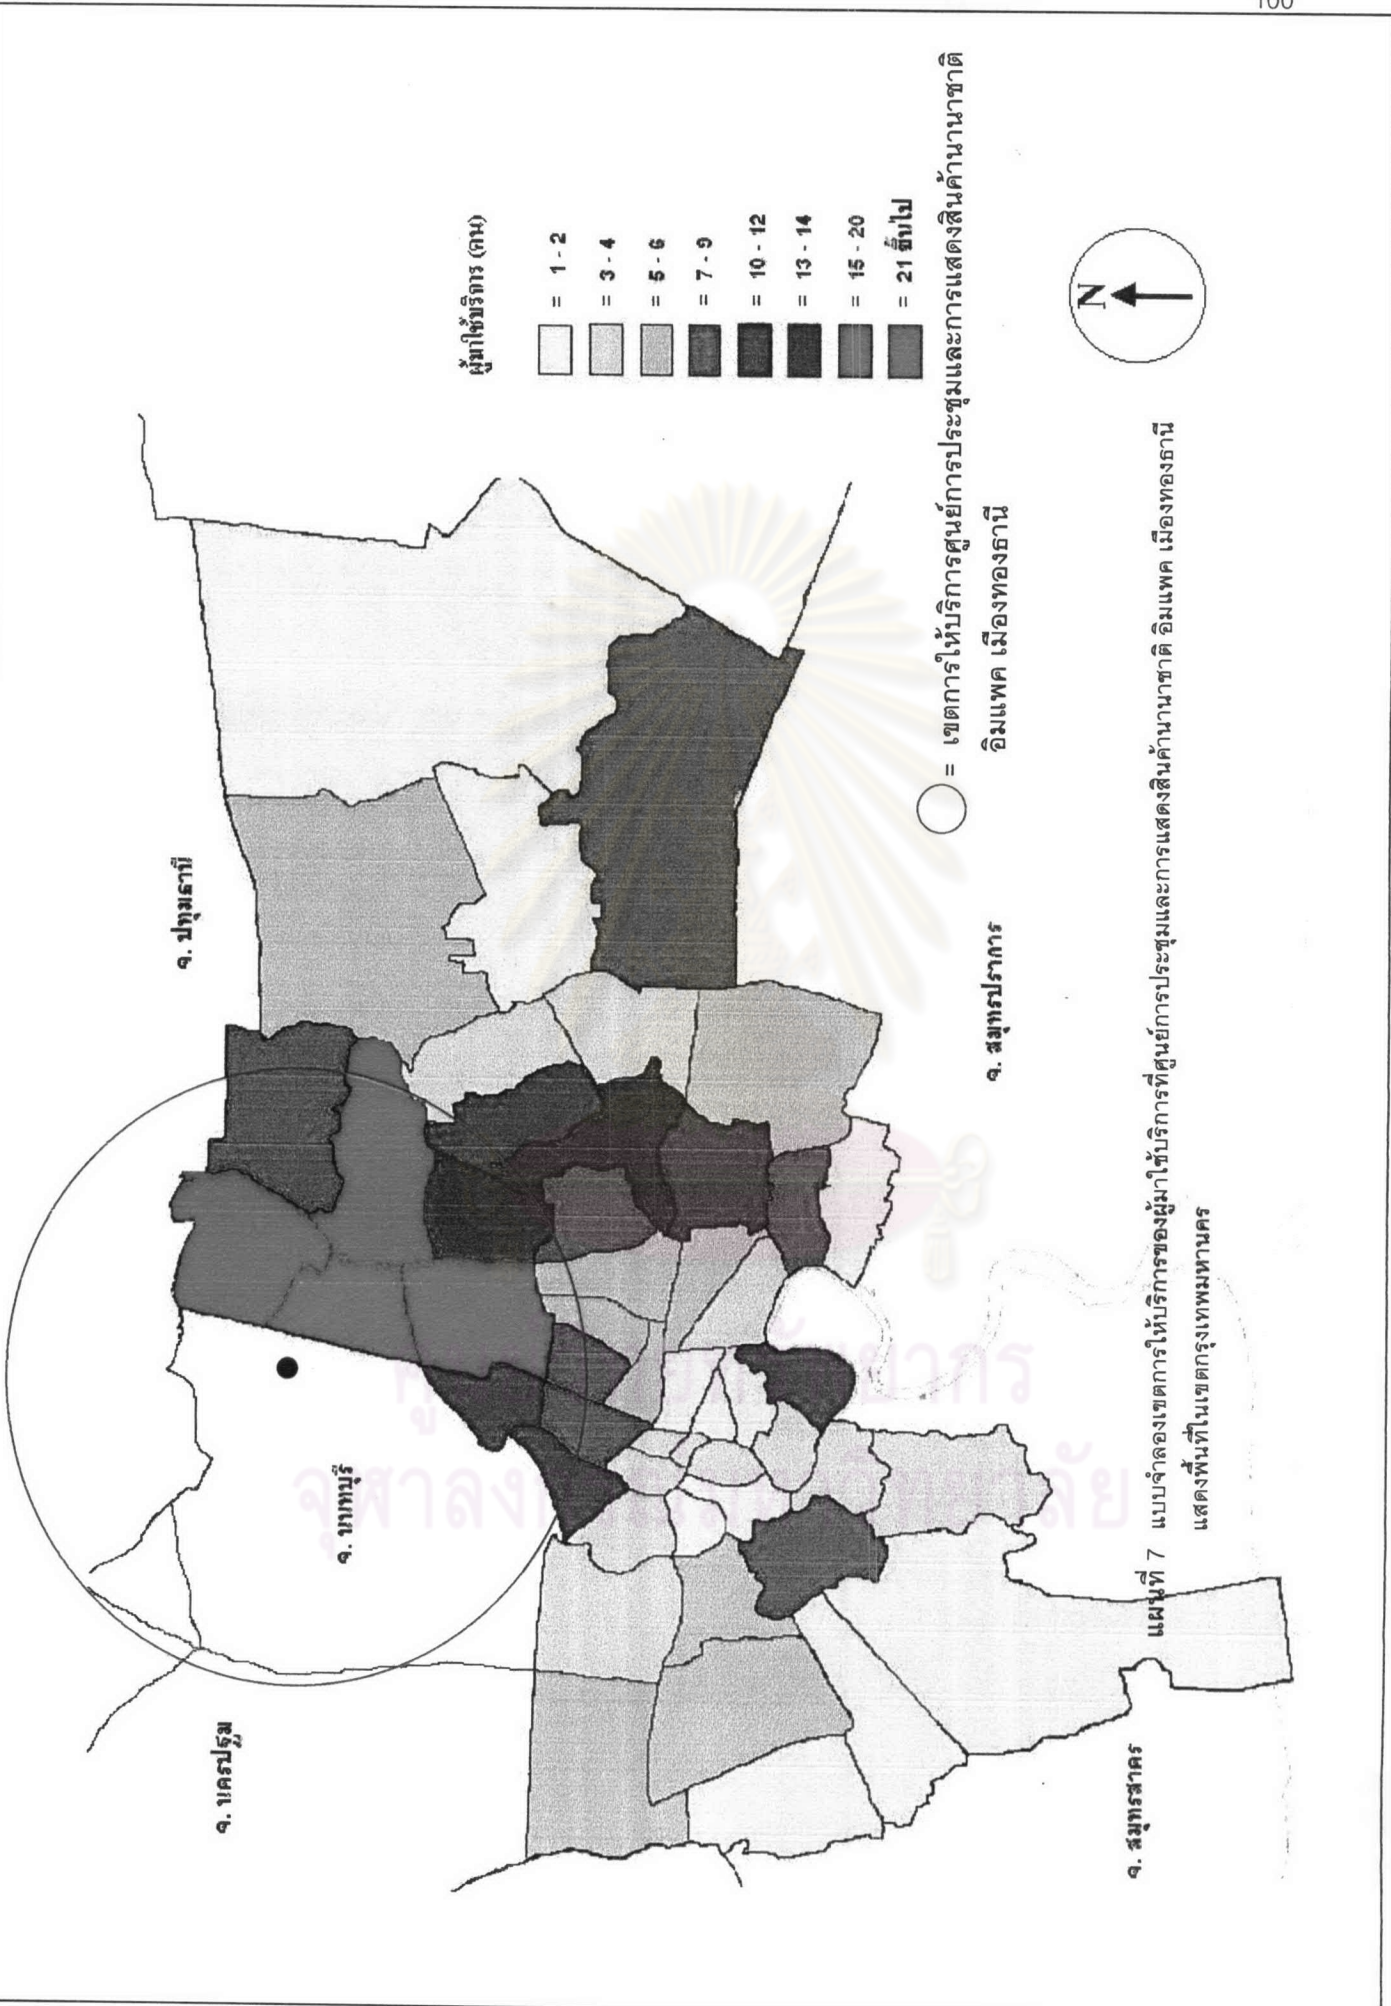 100
จ. ปทุมธานี
จ. นนทบุรี
จ. นครปฐม
จ. สมุทรปราการ
จ. สมุทรสาคร
ผู้มาใช้บริการ (คน)
= 1 - 2
= 3 - 4
= 5 - 6
= 7 - 9
= 10 - 12
= 13 - 14
= 15 - 20
= 21 ขึ้นไป
= เขตการให้บริการศูนย์การประชุมและการแสดงสินค้านานาชาติ
อิมแพค เมืองทองธานี
N
แผนที่ 7 แบบจำลองเขตการให้บริการของผู้มาใช้บริการที่ศูนย์การประชุมและการแสดงสินค้านานาชาติ อิมแพค เมืองทองธานี
แสดงพื้นที่ในเขตกรุงเทพมหานคร